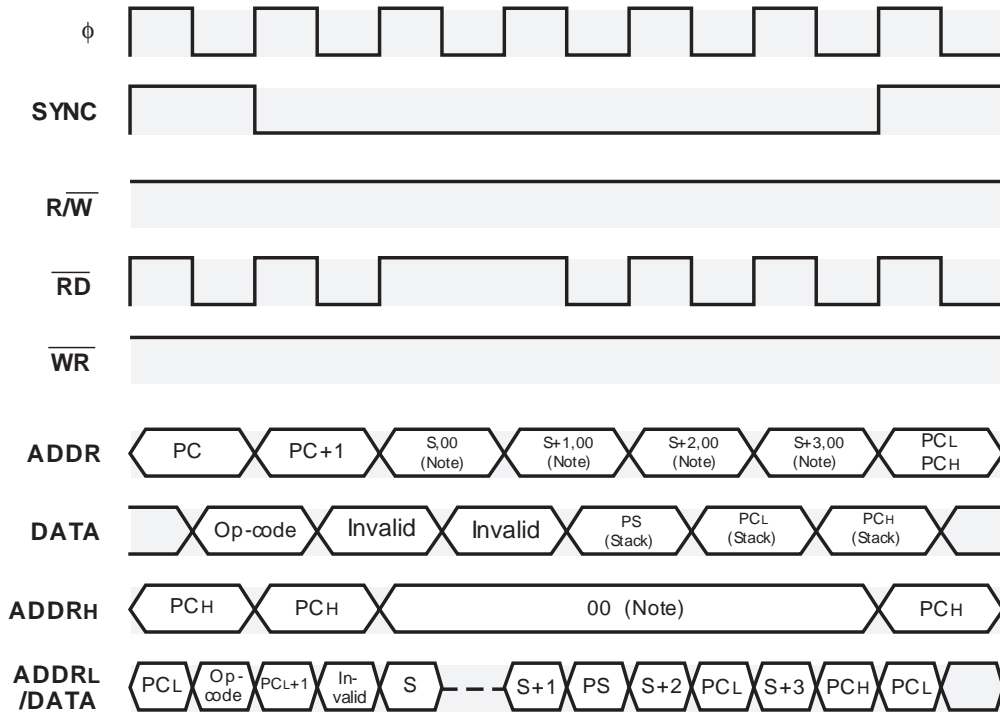 ϕ
SYNC
R/W̅
R̅D̅
W̅R̅
ADDR
PC
PC+1
S,00
(Note)
S+1,00
(Note)
S+2,00
(Note)
S+3,00
(Note)
PCL
PCH
DATA
Op-code
Invalid
Invalid
PS
(Stack)
PCL
(Stack)
PCH
(Stack)
ADDRH
PCH
PCH
00 (Note)
PCH
ADDRL
/DATA
PCL
Op-
code
PCL+1
In-
valid
S
S+1
PS
S+2
PCL
S+3
PCH
PCL